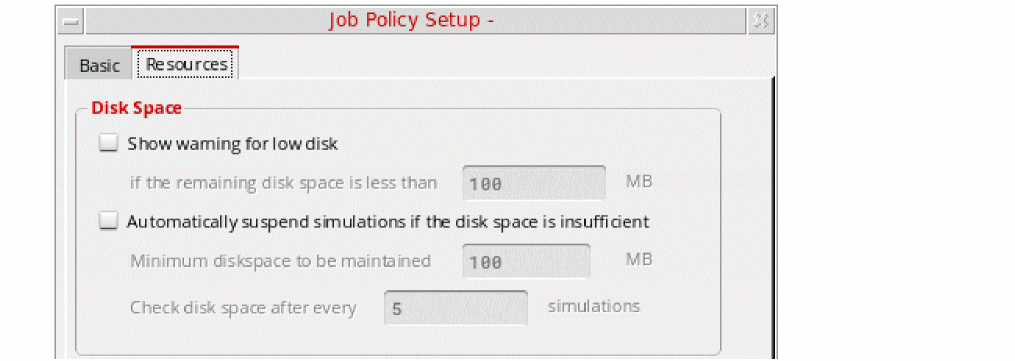 Job Policy Setup -
Basic Resources
Disk Space
Show warning for low disk
if the remaining disk space is less than 100 MB
Automatically suspend simulations if the disk space is insufficient
Minimum diskspace to be maintained 100 MB
Check disk space after every 5 simulations